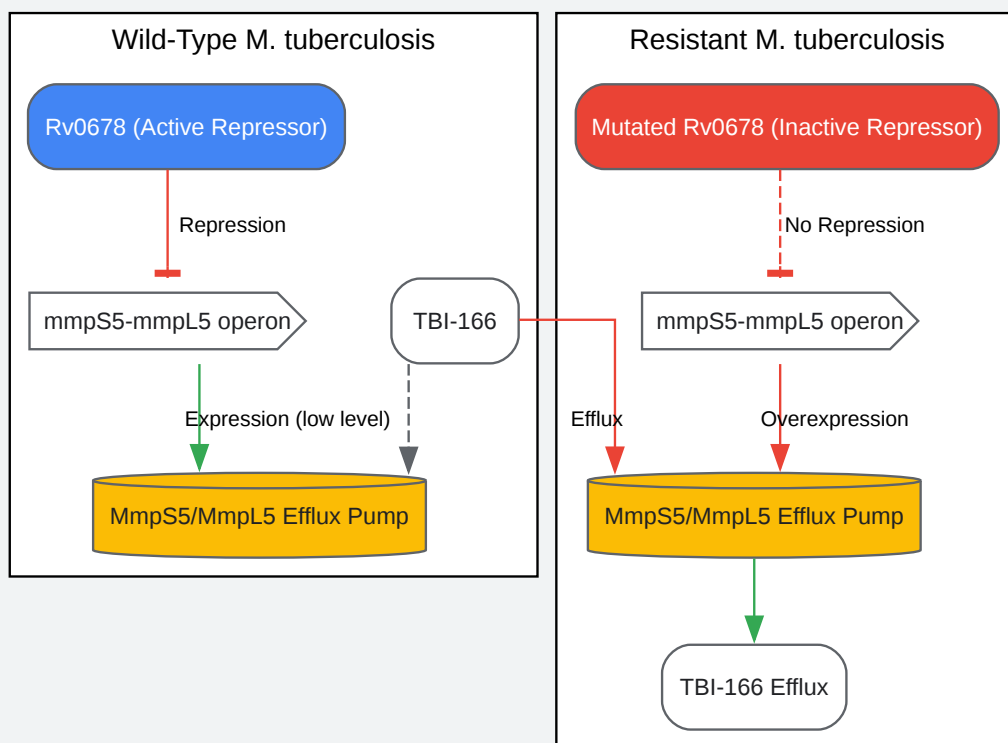 Wild-Type M. tuberculosis
Rv0678 (Active Repressor)
Repression
mmpS5-mmpL5 operon
TBI-166
Expression (low level)
MmpS5/MmpL5 Efflux Pump
Resistant M. tuberculosis
Mutated Rv0678 (Inactive Repressor)
No Repression
mmpS5-mmpL5 operon
Efflux
Overexpression
MmpS5/MmpL5 Efflux Pump
TBI-166 Efflux